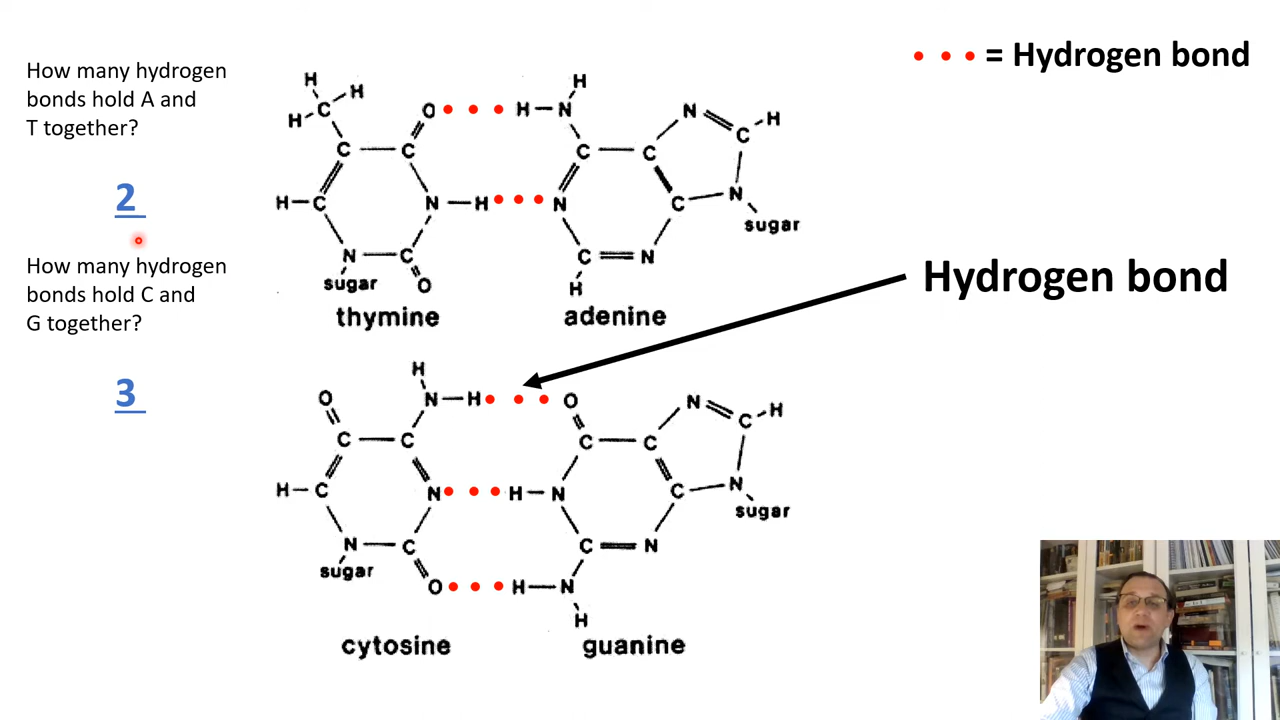 How many hydrogen
bonds hold A and
T together?
2
How many hydrogen
bonds hold C and
G together?
3
= Hydrogen bond
Hydrogen bond
H
H
C
H
O
H
H
N
C
C
H
C
N
H
N
C
O
sugar
thymine
C
C
N
C
H
N
C
N
C
H
N
sugar
adenine
O
H
N
H
C
C
H
C
N
N
C
sugar
O
cytosine
O
C
C
N
C
H
H
N
C
N
sugar
C
N
H
N
H
guanine